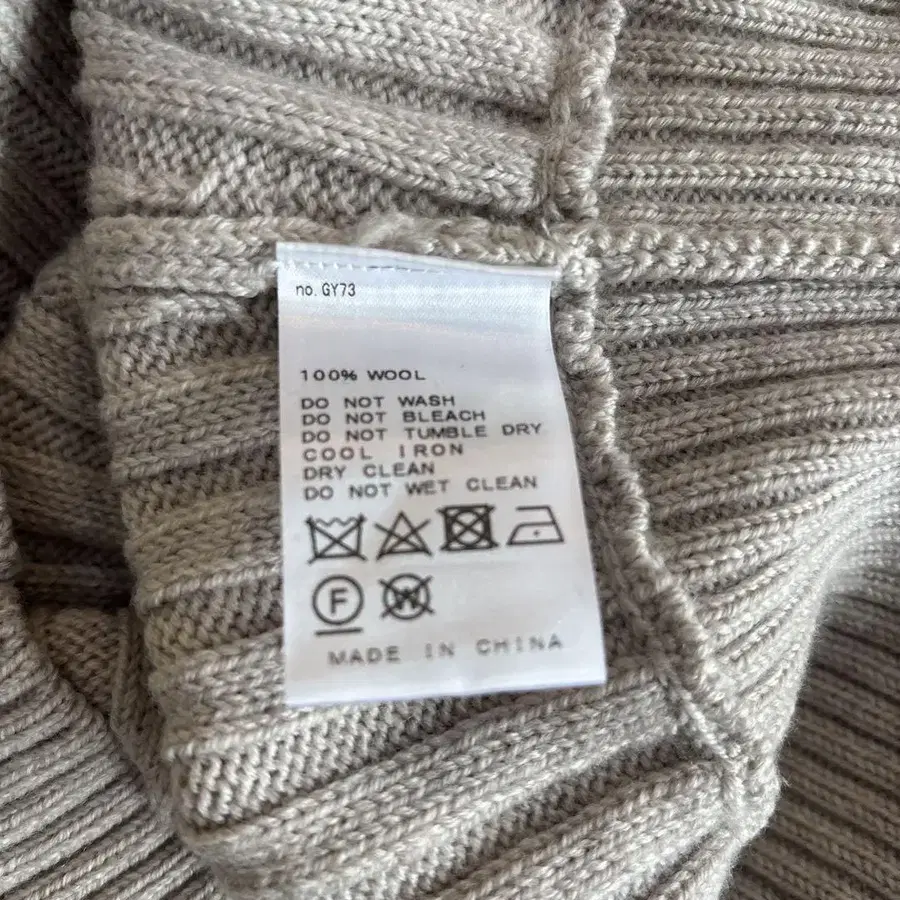 no. GY73
100% WOOL
DO NOT WASH
DO NOT BLEACH
DO NOT TUMBLE DRY
COOL IRON
DRY CLEAN
DO NOT WET CLEAN
F W
MADE IN CHINA